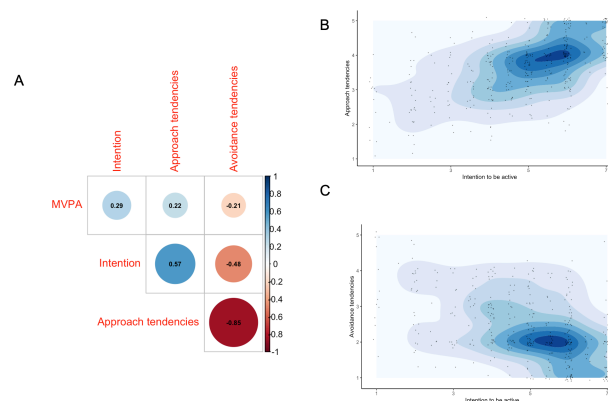 A
Intention
Approach tendencies
Avoidance tendencies
MVPA
0.29
0.22
-0.21
Intention
0.57
-0.48
Approach tendencies
-0.85
1
0.8
0.6
0.4
0.2
0
-0.2
-0.4
-0.6
-0.8
-1
B
Approach tendencies
5
4
3
2
1
1
3
5
7
Intention to be active
C
Avoidance tendencies
5
4
3
2
1
1
3
5
7
Intention to be active